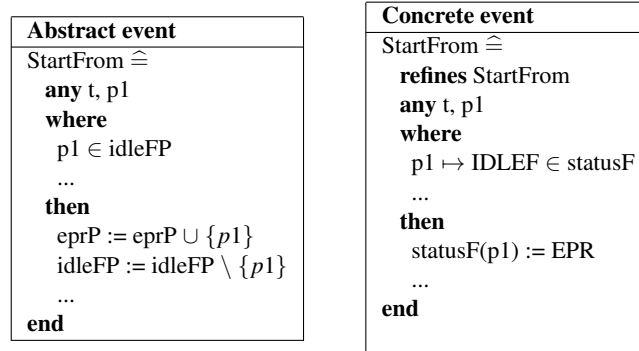 Abstract event
StartFrom ≙
any t, p1
where
p1 ∈ idleFP
...
then
eprP := eprP ∪ {p1}
idleFP := idleFP \ {p1}
...
end
Concrete event
StartFrom ≙
refines StartFrom
any t, p1
where
p1 ↦ IDLEF ∈ statusF
...
then
statusF(p1) := EPR
...
end